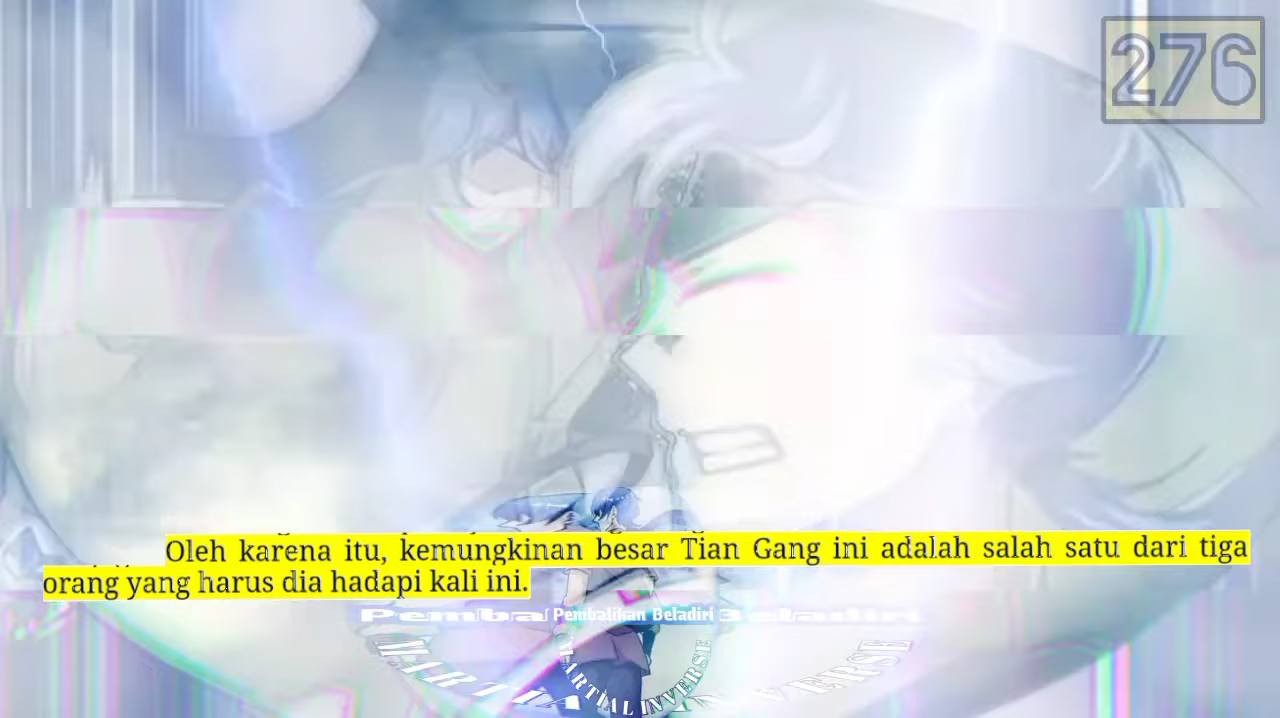 276
Oleh karena itu, kemungkinan besar Tian Gang ini adalah salah satu dari tiga
orang yang harus dia hadapi kali ini.
Pembalikan Beladiri
MARTIAL INVERSE